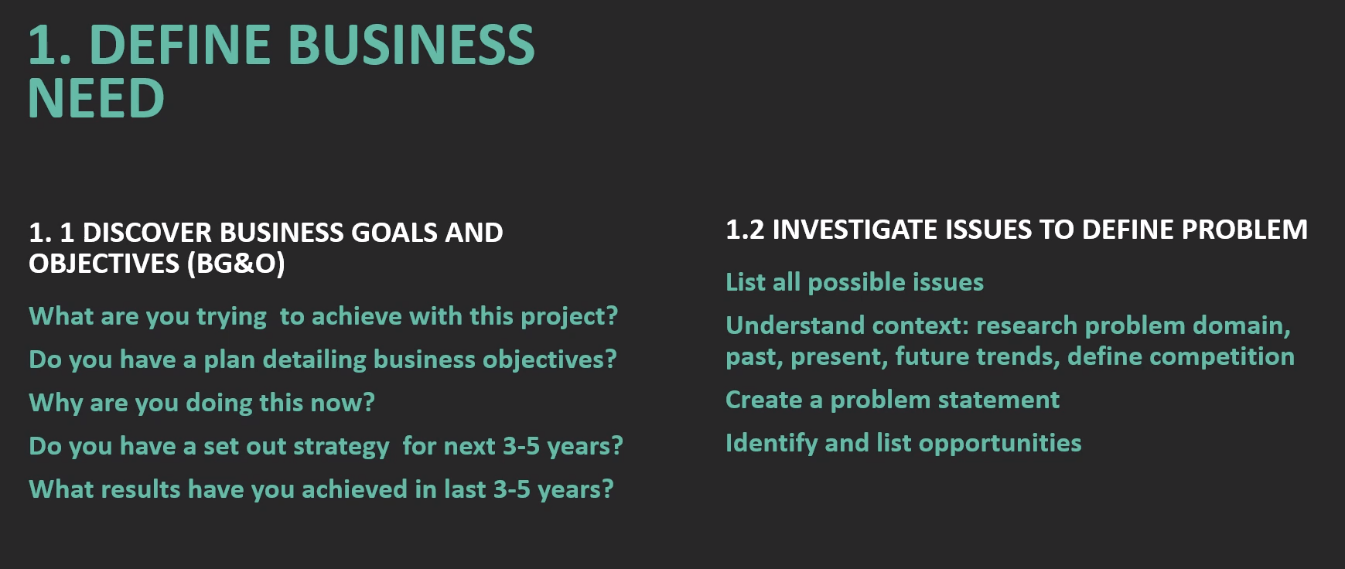 1. DEFINE BUSINESS
NEED
1. 1 DISCOVER BUSINESS GOALS AND
OBJECTIVES (BG&O)
What are you trying  to achieve with this project?
Do you have a plan detailing business objectives?
Why are you doing this now?
Do you have a set out strategy  for next 3-5 years?
What results have you achieved in last 3-5 years?
1.2 INVESTIGATE ISSUES TO DEFINE PROBLEM
List all possible issues
Understand context: research problem domain,
past, present, future trends, define competition
Create a problem statement
Identify and list opportunities